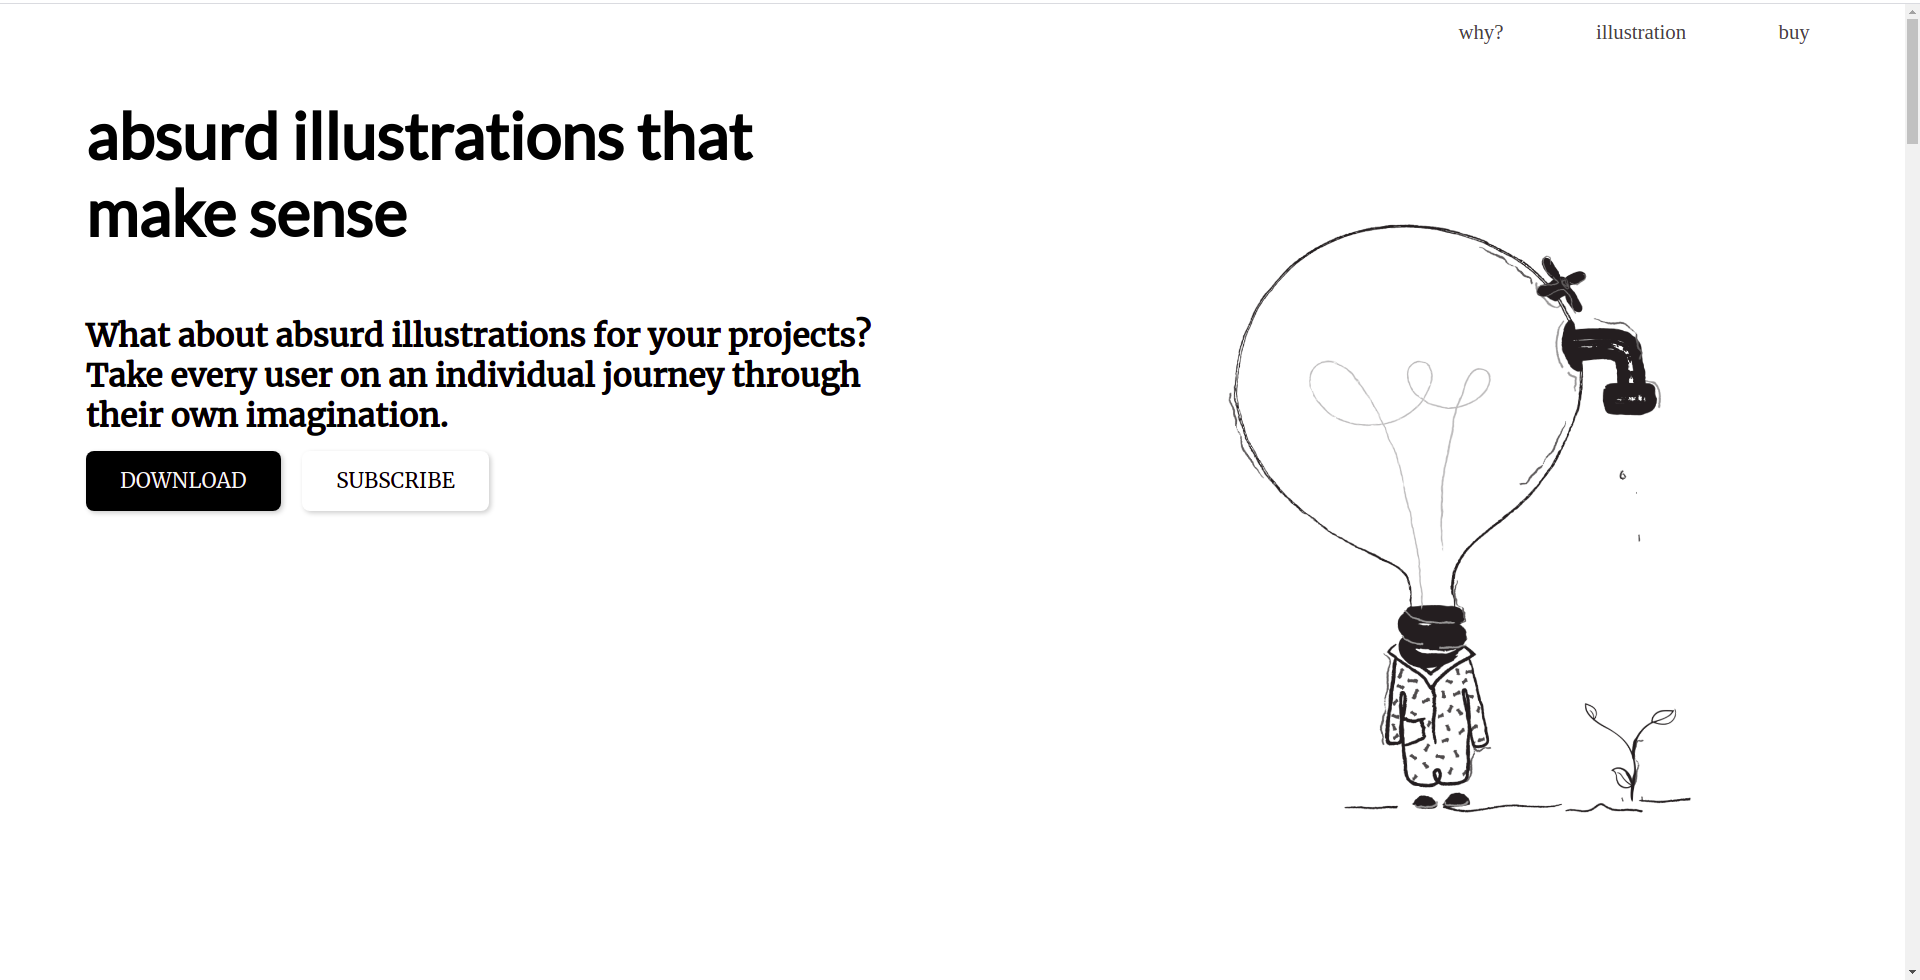 why? illustration buy
absurd illustrations that
make sense
What about absurd illustrations for your projects?
Take every user on an individual journey through
their own imagination.
DOWNLOAD SUBSCRIBE